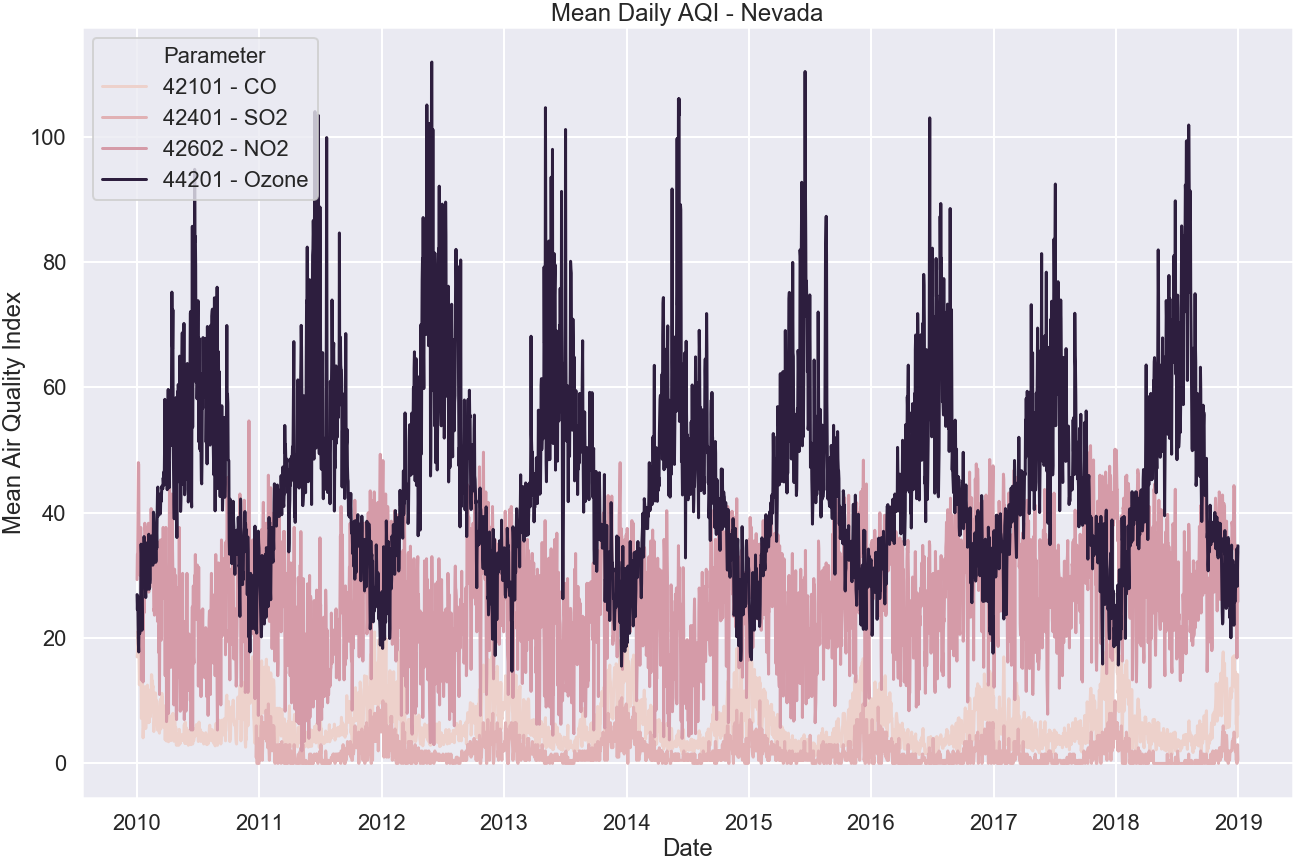 Mean Daily AQI - Nevada
Parameter
42101 - CO
42401 - SO2
42602 - NO2
44201 - Ozone
100
80
60
40
20
0
Mean Air Quality Index
2010 2011 2012 2013 2014 2015 2016 2017 2018 2019
Date